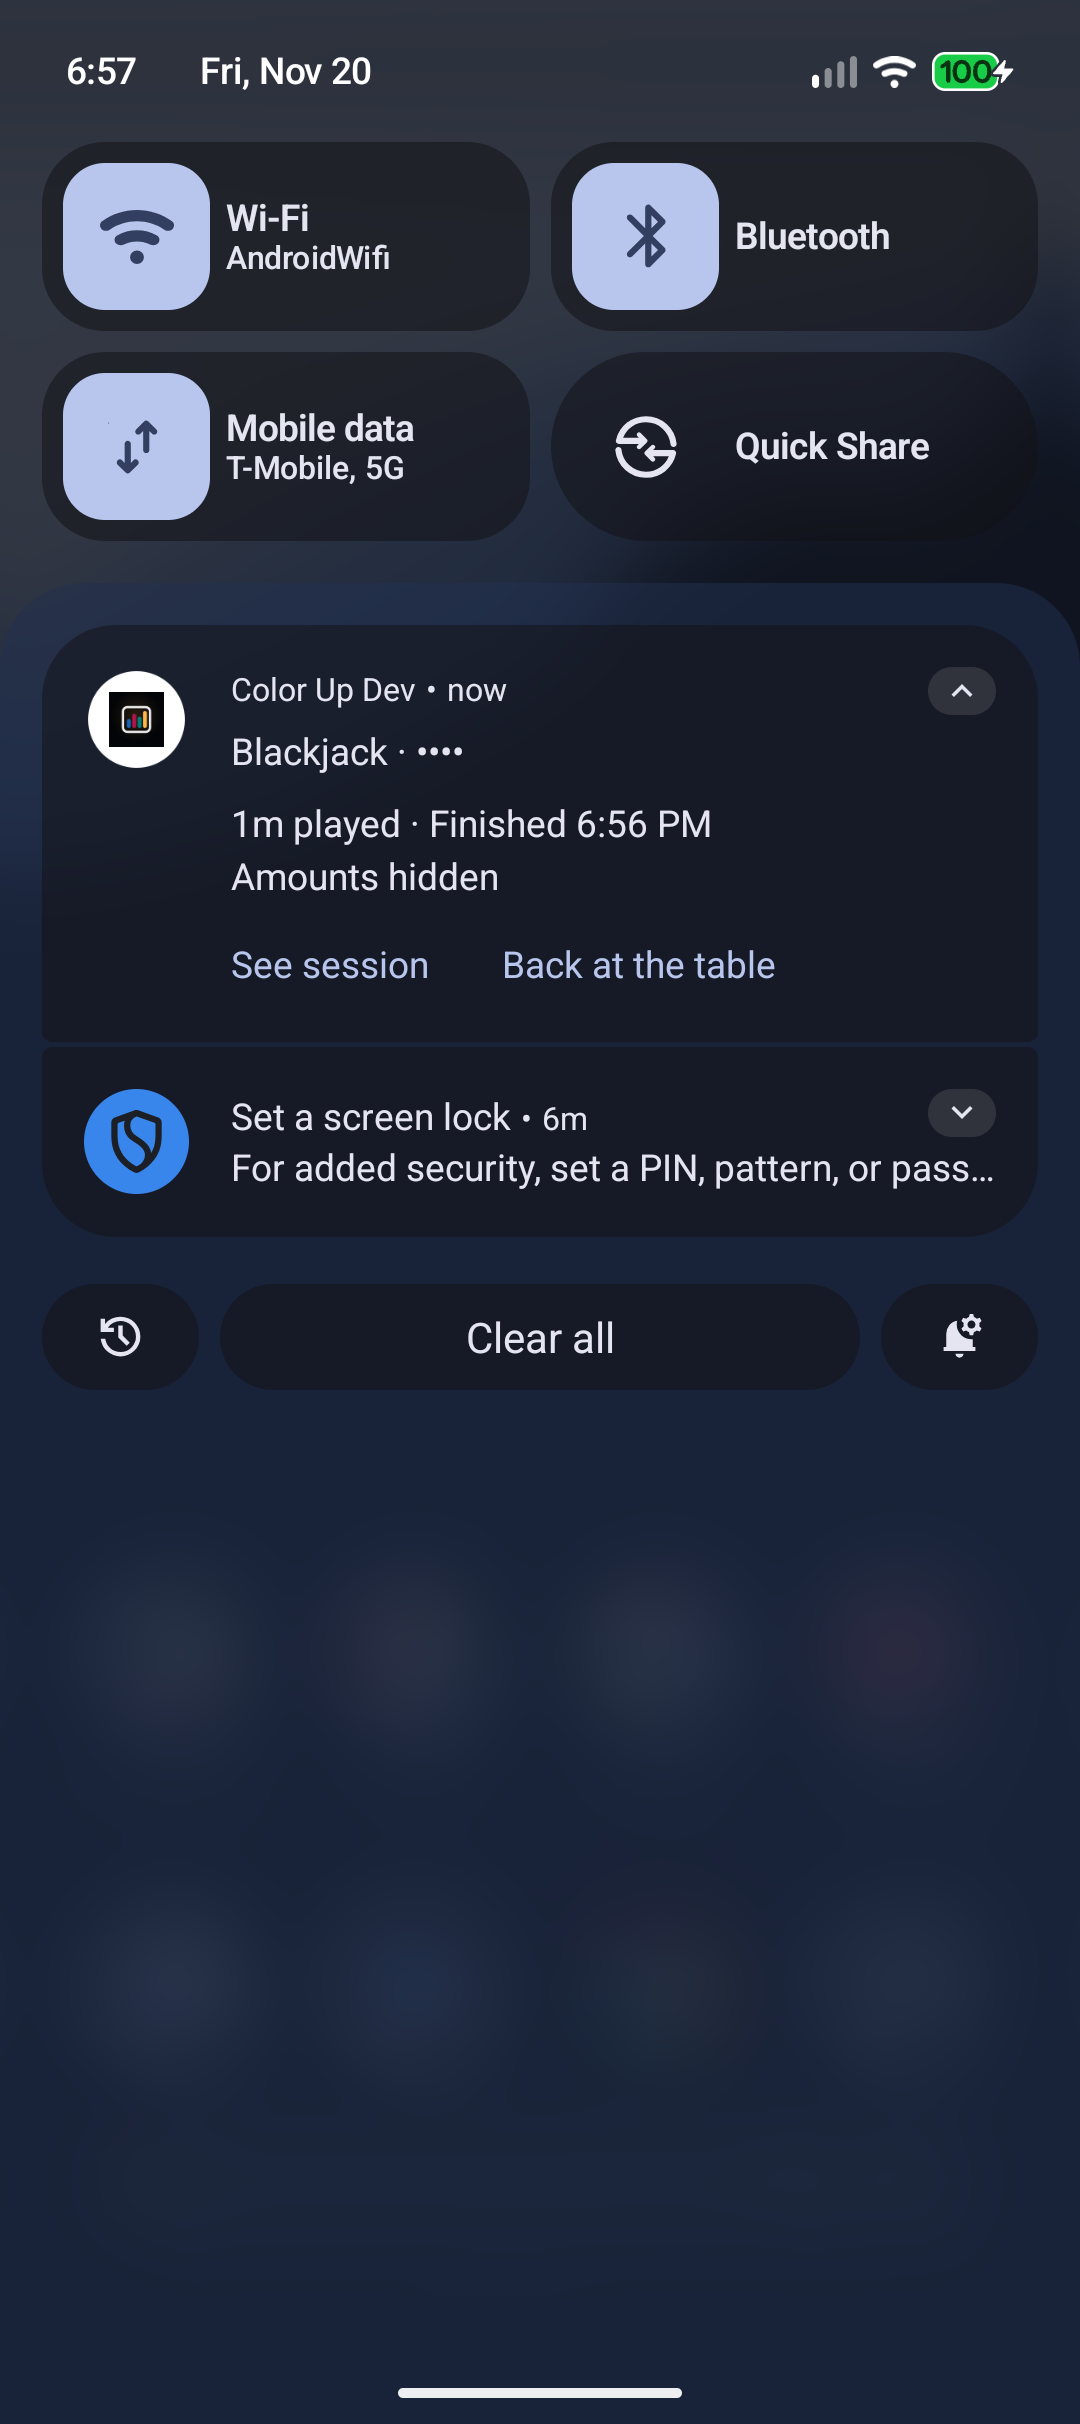 6:57 Fri, Nov 20 100
Wi-Fi
AndroidWifi
Bluetooth
Mobile data
T-Mobile, 5G
Quick Share
Color Up Dev • now
Blackjack · ••••
1m played · Finished 6:56 PM
Amounts hidden
See session Back at the table
Set a screen lock • 6m
For added security, set a PIN, pattern, or pass…
Clear all